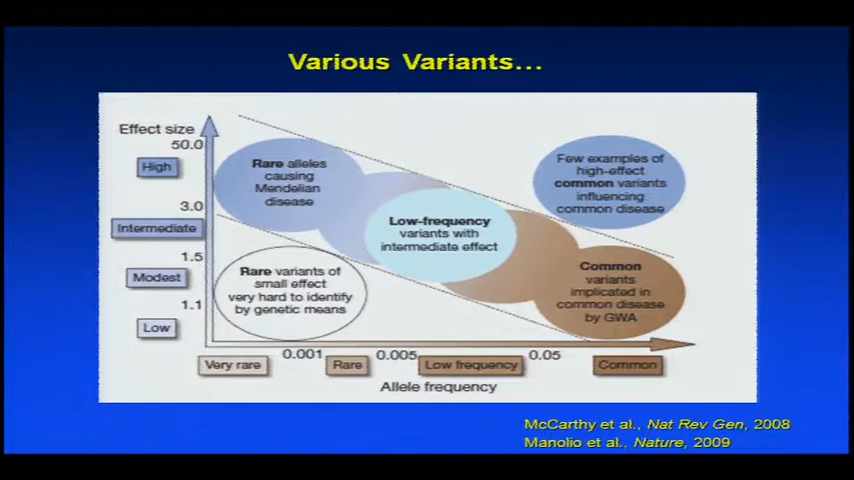 Various Variants...
Effect size
50.0
High
3.0
Intermediate
1.5
Modest
1.1
Low
Rare alleles
causing
Mendelian
disease
Low-frequency
variants with
intermediate effect
Few examples of
high-effect
common variants
influencing
common disease
Rare variants of
small effect
very hard to identify
by genetic means
Common
variants
implicated in
common disease
by GWA
0.001
0.005
0.05
Very rare
Rare
Low frequency
Common
Allele frequency
McCarthy et al., Nat Rev Gen, 2008
Manolio et al., Nature, 2009